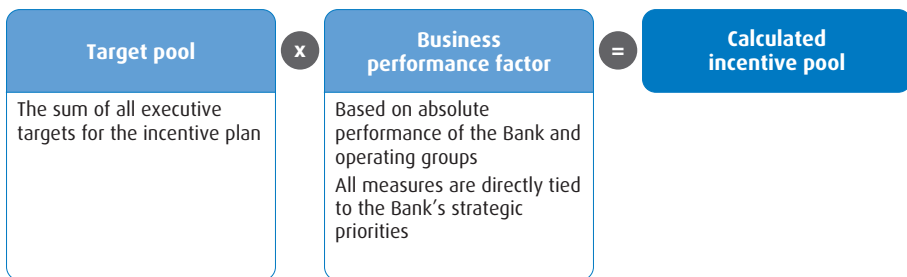 Target pool
The sum of all executive
targets for the incentive plan
x
Business
performance factor
Based on absolute
performance of the Bank and
operating groups
All measures are directly tied
to the Bank’s strategic
priorities
=
Calculated
incentive pool